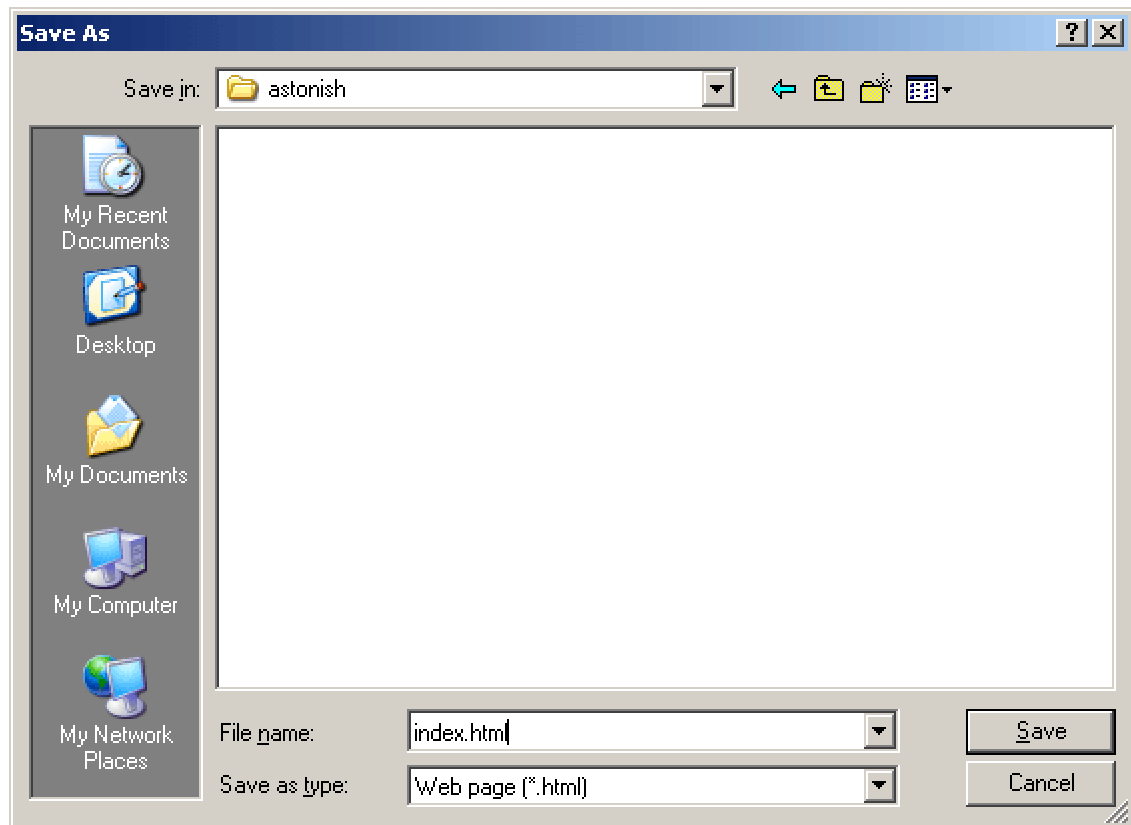 Save As
Save in: astonish
My Recent
Documents
Desktop
My Documents
My Computer
My Network
Places
File name: index.html
Save
Save as type: Web page (*.html)
Cancel